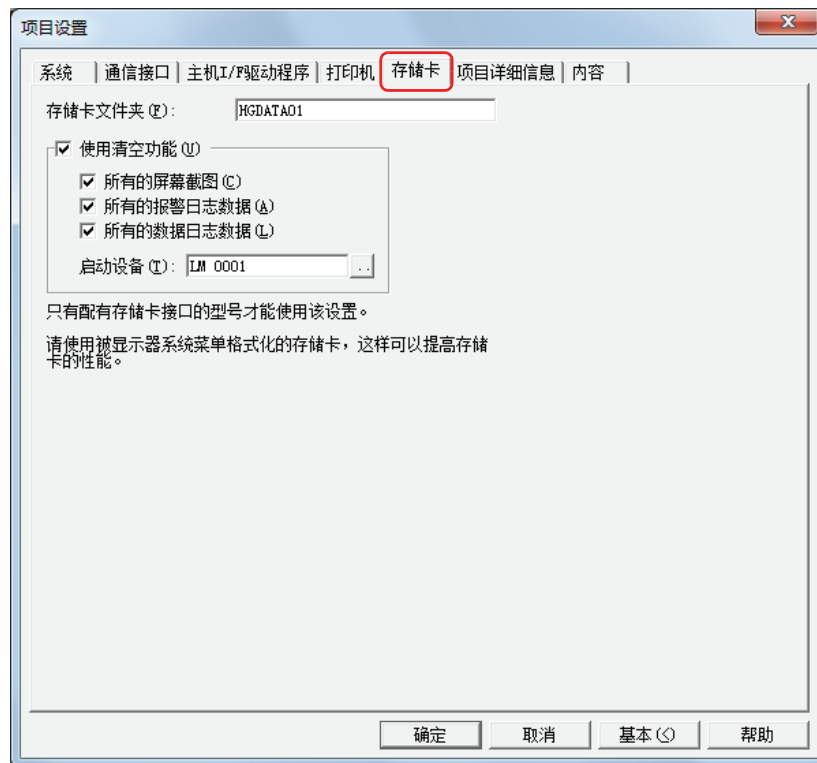 项目设置
系统 | 通信接口 | 主机I/F驱动程序 | 打印机 存储卡 项目详细信息 | 内容 |
存储卡文件夹(F): HGDATA01
使用清空功能(U)
所有的屏幕截图(C)
所有的报警日志数据(A)
所有的数据日志数据(L)
启动设备(T): LM 0001 ..
只有配有存储卡接口的型号才能使用该设置。
请使用被显示器系统菜单格式化的存储卡，这样可以提高存储
卡的性能。
确定 取消 基本(<) 帮助